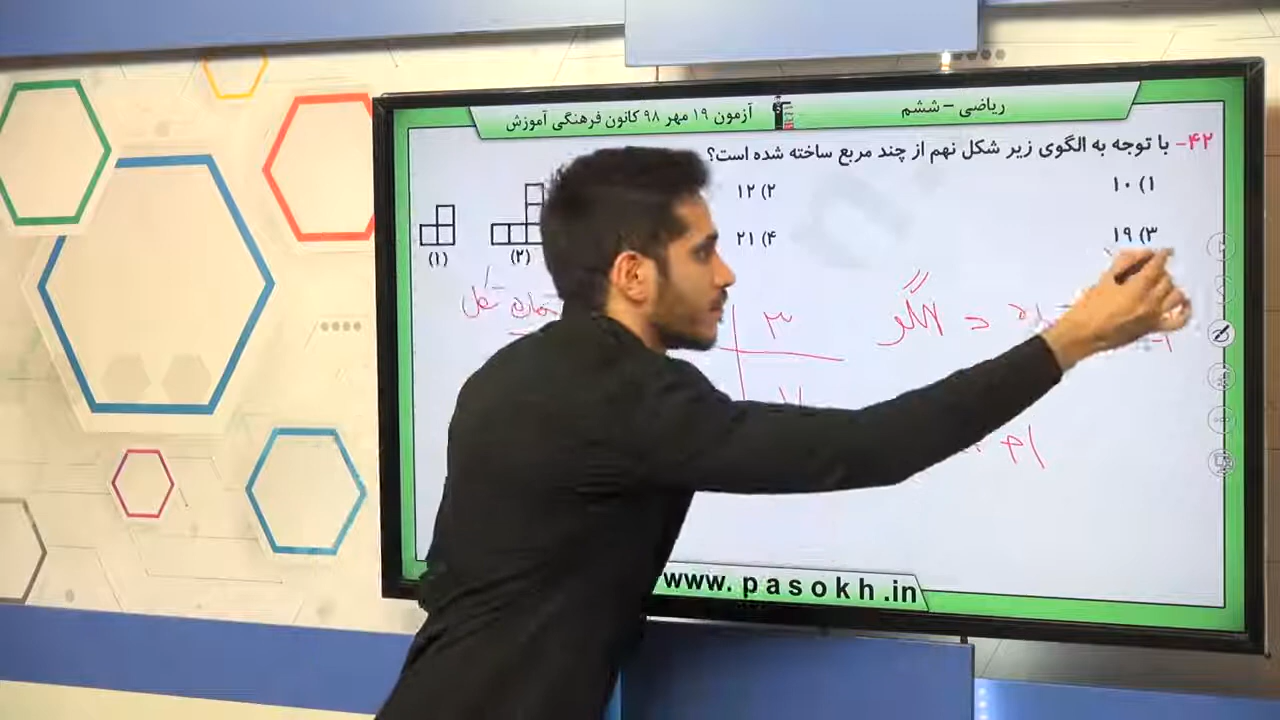 ریاضی - ششم
آزمون ۱۹ مهر ۹۸ کانون فرهنگی آموزش
۴۲- با توجه به الگوی زیر شکل نهم از چند مربع ساخته شده است؟
۱) ۱۰
۲) ۱۲
۳) ۱۹
۴) ۲۱
(۱)
(۲)
شکل
۳
= الگو
www.pasokh.in